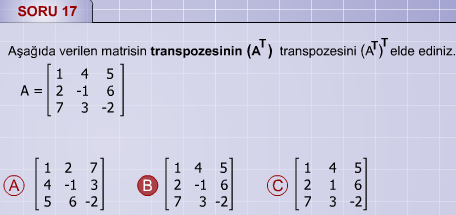 SORU 17
Aşağıda verilen matrisin transpozesinin (Aᵀ) transpozesini (Aᵀ)ᵀ elde ediniz.
1 4 5
A = 2 -1 6
7 3 -2
1 2 7 1 4 5 1 4 5
A 4 -1 3 B 2 -1 6 C 2 1 6
5 6 -2 7 3 -2 7 3 -2